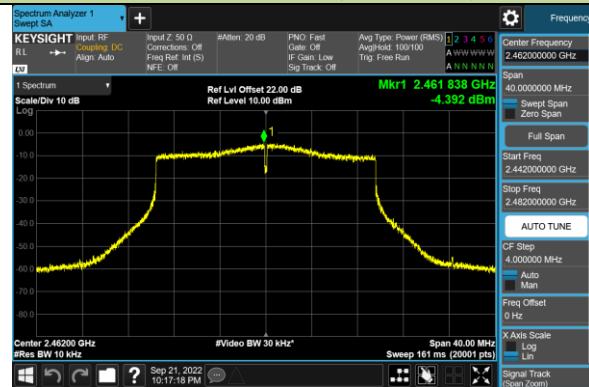 Spectrum Analyzer 1
Swept SA
Frequency
KEYSIGHT
RL
Input: RF
Coupling: DC
Align: Auto
Input Z: 50 Ω
Corrections: Off
Freq Ref: Int (S)
NFE: Off
#Atten: 20 dB
PNO: Fast
Gate: Off
IF Gain: Low
Sig Track: Off
Avg Type: Power (RMS)
Avg|Hold: 100/100
Trig: Free Run
1 2 3 4 5 6
A W W W W W
A N N N N N
1 Spectrum
Scale/Div 10 dB
Log
Ref Lvl Offset 22.00 dB
Ref Level 10.00 dBm
Mkr1 2.461 838 GHz
-4.392 dBm
1
0.00
-10.0
-20.0
-30.0
-40.0
-50.0
-60.0
-70.0
-80.0
Center 2.46200 GHz
#Res BW 10 kHz
#Video BW 30 kHz*
Span 40.00 MHz
Sweep 161 ms (20001 pts)
Center Frequency
2.462000000 GHz
Span
40.0000000 MHz
Swept Span
Zero Span
Full Span
Start Freq
2.442000000 GHz
Stop Freq
2.482000000 GHz
AUTO TUNE
CF Step
4.000000 MHz
Auto
Man
Freq Offset
0 Hz
X Axis Scale
Log
Lin
Signal Track
(Span Zoom)
Sep 21, 2022
10:17:18 PM